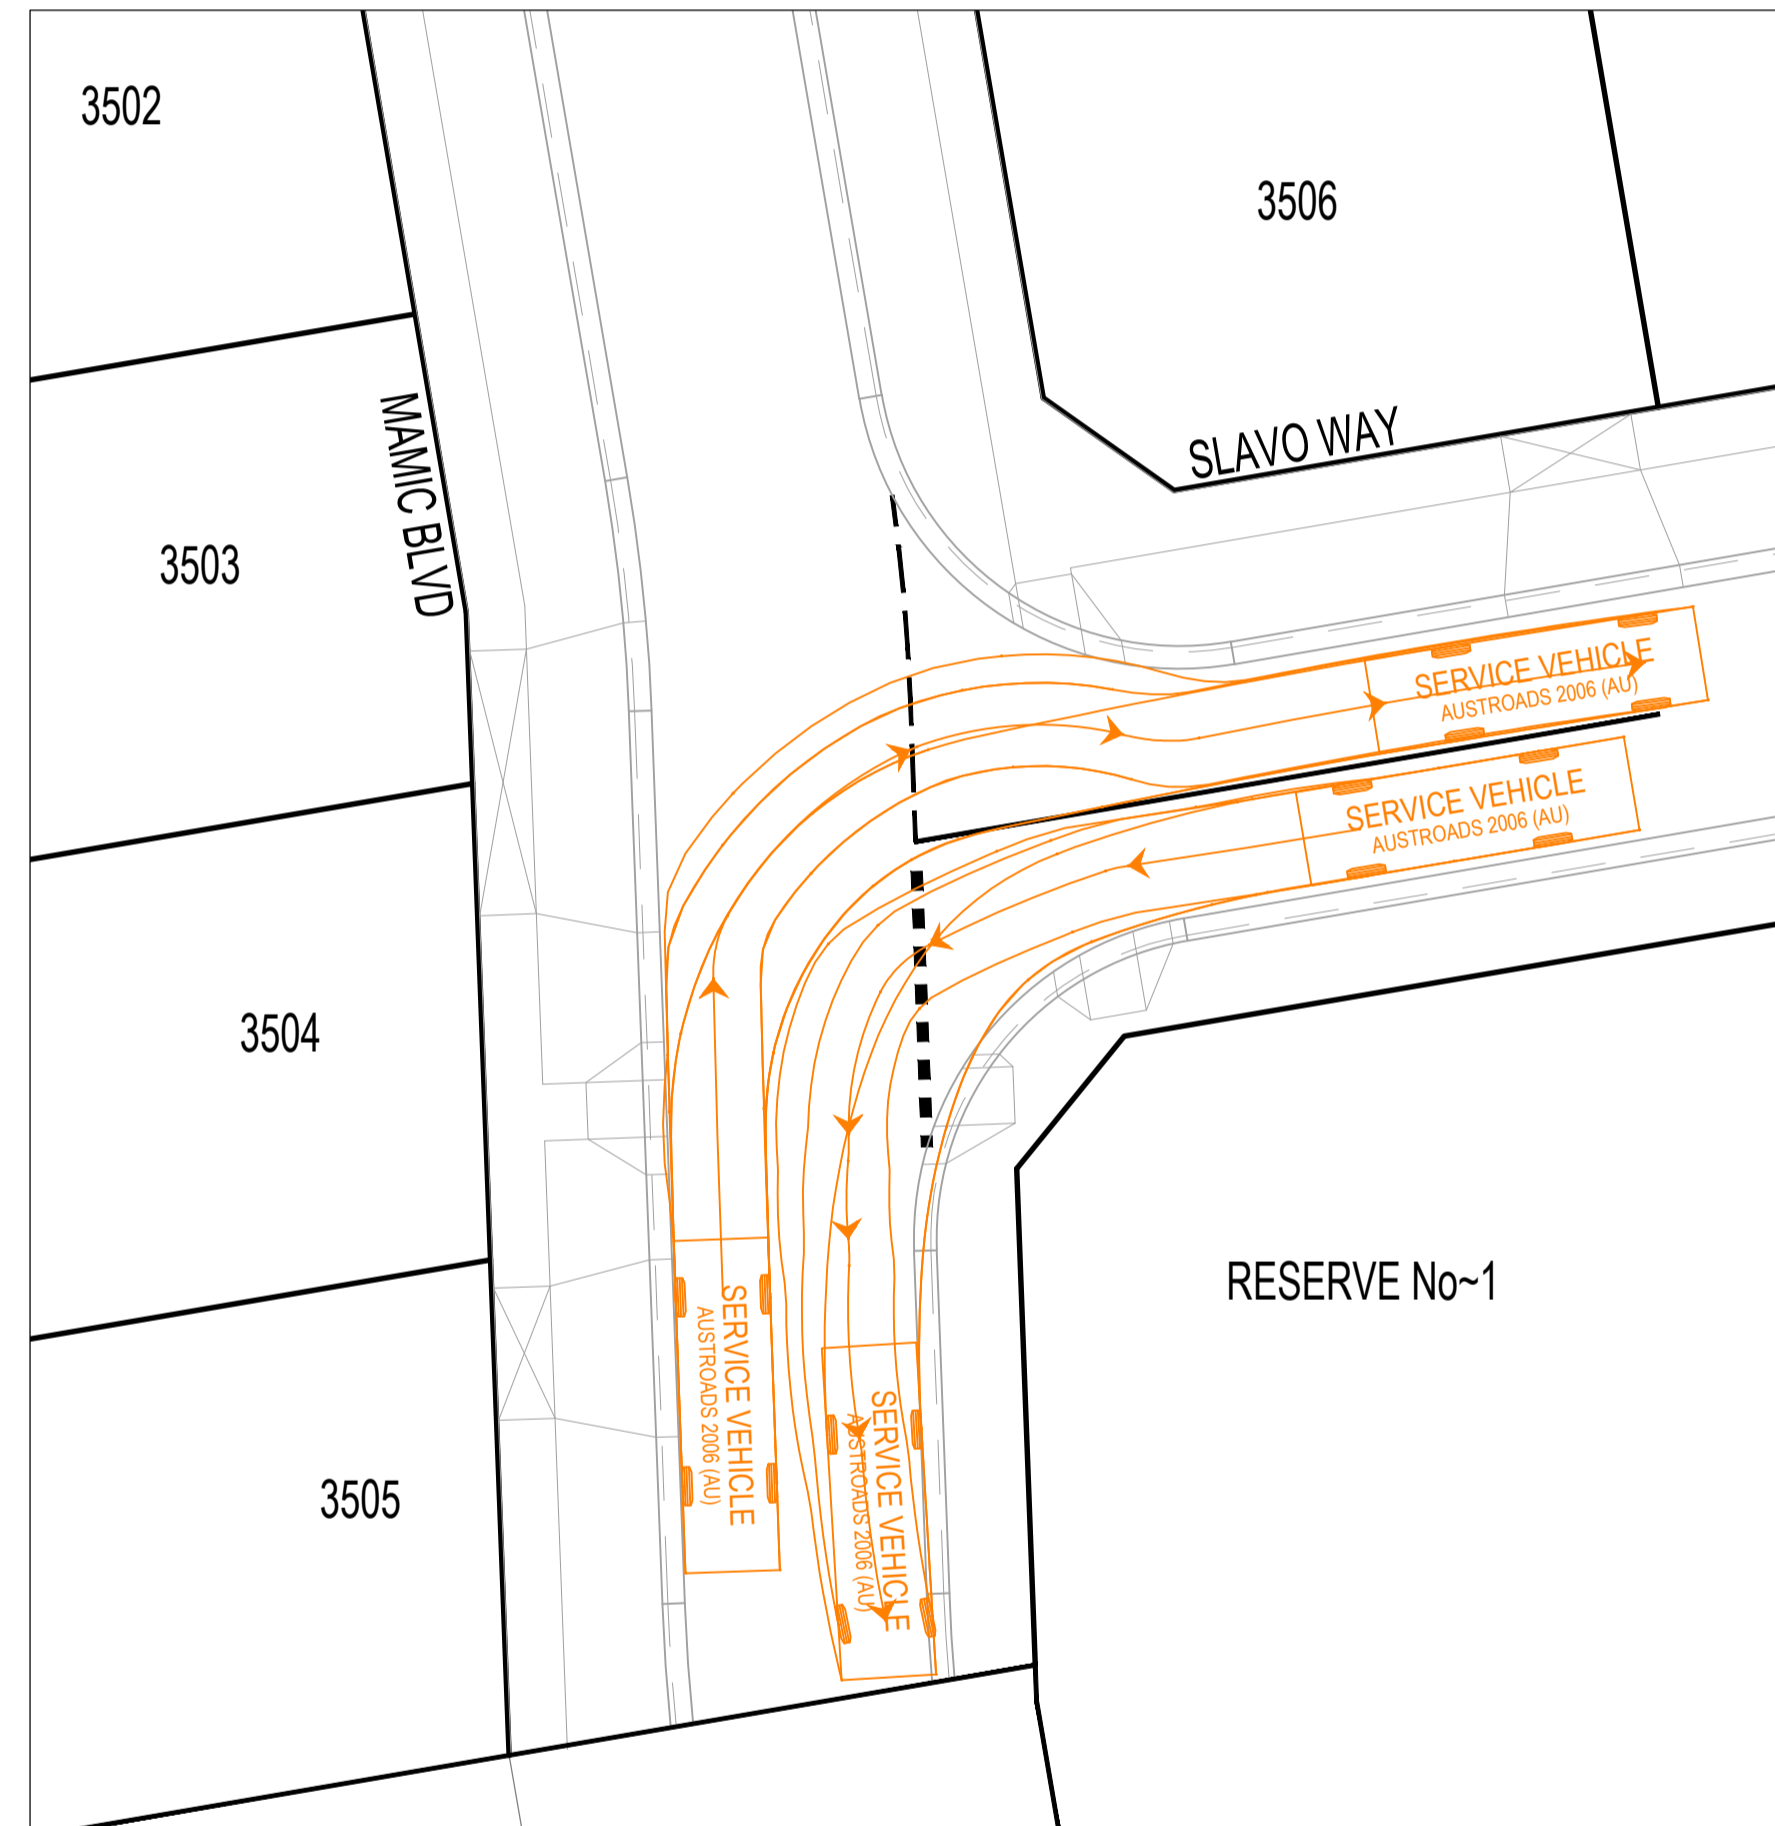 3502
3506
MAMIC BLVD
SLAVO WAY
3503
SERVICE VEHICLE
AUSTROADS 2006 (AU)
SERVICE VEHICLE
AUSTROADS 2006 (AU)
3504
RESERVE No~1
SERVICE VEHICLE
AUSTROADS 2006 (AU)
SERVICE VEHICLE
AUSTROADS 2006 (AU)
3505